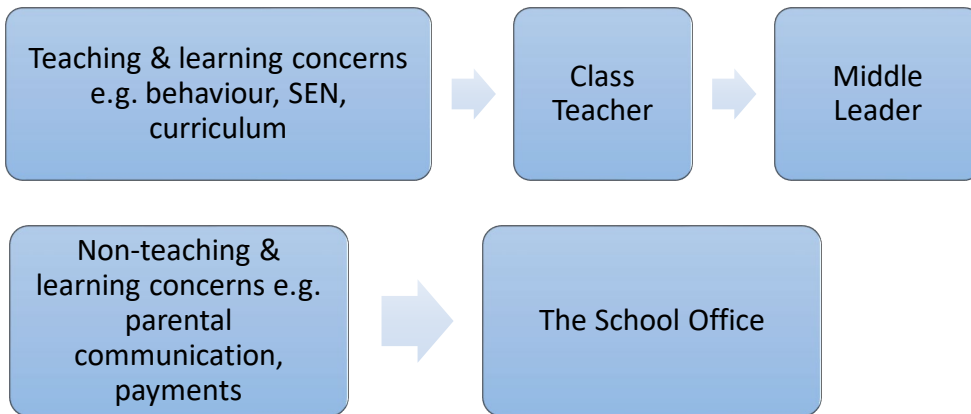 Teaching & learning concerns
e.g. behaviour, SEN,
curriculum
Class
Teacher
Middle
Leader
Non-teaching &
learning concerns e.g.
parental
communication,
payments
The School Office